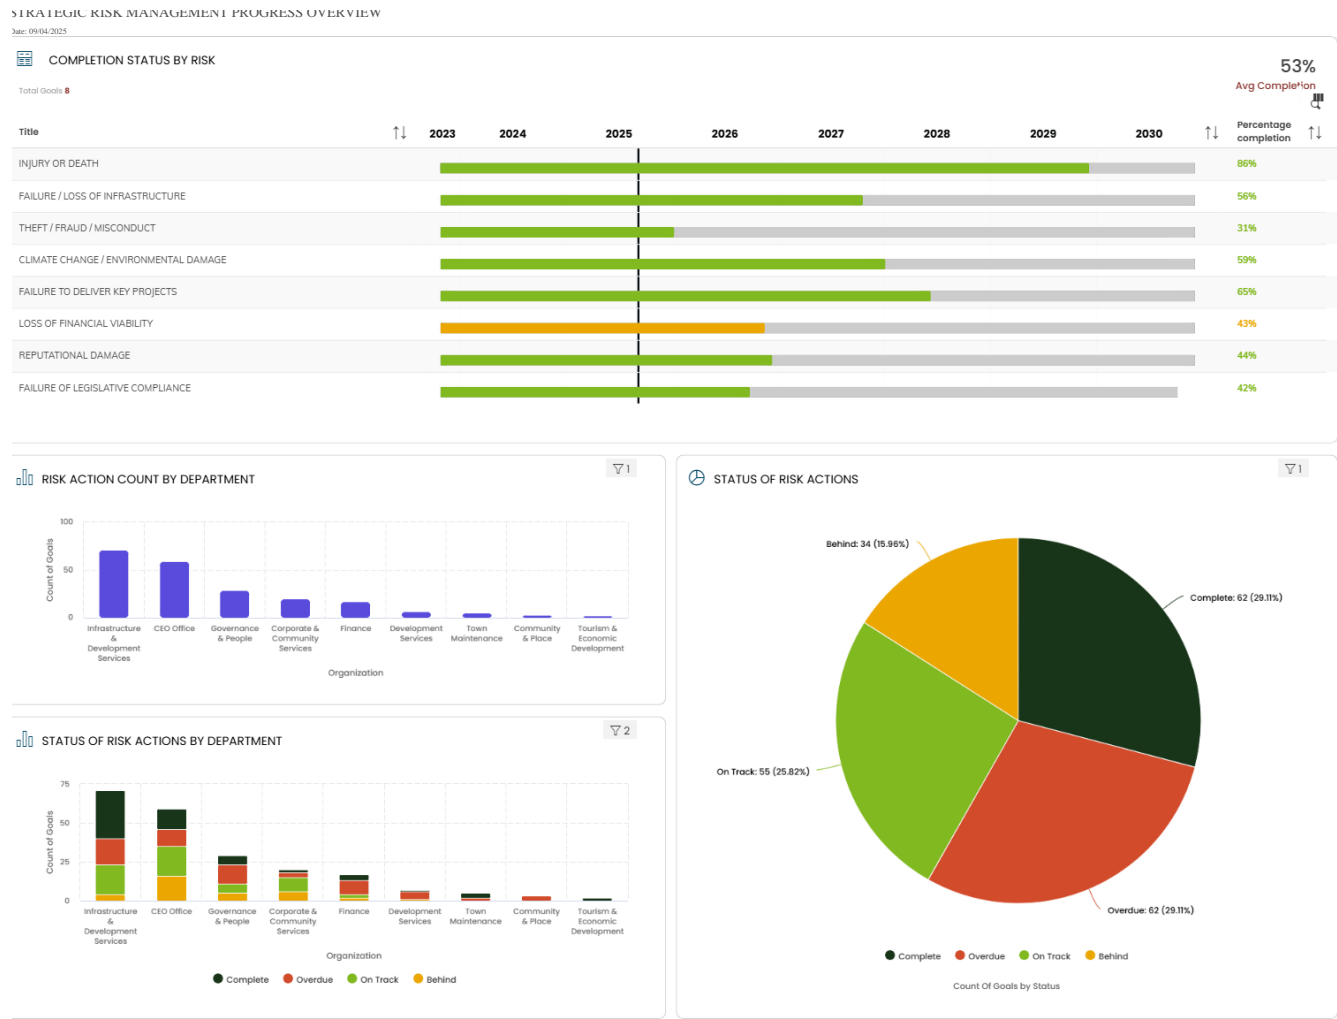 STRATEGIC RISK MANAGEMENT PROGRESS OVERVIEW
Date: 09/04/2025
COMPLETION STATUS BY RISK
53%
Avg Completion
Total Goals 8
Title
2023 2024 2025 2026 2027 2028 2029 2030
Percentage
completion
INJURY OR DEATH 86%
FAILURE / LOSS OF INFRASTRUCTURE 56%
THEFT / FRAUD / MISCONDUCT 31%
CLIMATE CHANGE / ENVIRONMENTAL DAMAGE 59%
FAILURE TO DELIVER KEY PROJECTS 65%
LOSS OF FINANCIAL VIABILITY 43%
REPUTATIONAL DAMAGE 44%
FAILURE OF LEGISLATIVE COMPLIANCE 42%
RISK ACTION COUNT BY DEPARTMENT
1
Count of Goals
100
50
0
Infrastructure
&
Development
Services
CEO Office
Governance
& People
Corporate &
Community
Services
Finance
Development
Services
Town
Maintenance
Community
& Place
Tourism &
Economic
Development
Organization
STATUS OF RISK ACTIONS BY DEPARTMENT
2
Count of Goals
75
50
25
0
Infrastructure
&
Development
Services
CEO Office
Governance
& People
Corporate &
Community
Services
Finance
Development
Services
Town
Maintenance
Community
& Place
Tourism &
Economic
Development
Organization
Complete Overdue On Track Behind
STATUS OF RISK ACTIONS
1
Behind: 34 (15.96%)
Complete: 62 (29.11%)
On Track: 55 (25.82%)
Overdue: 62 (29.11%)
Complete Overdue On Track Behind
Count Of Goals by Status